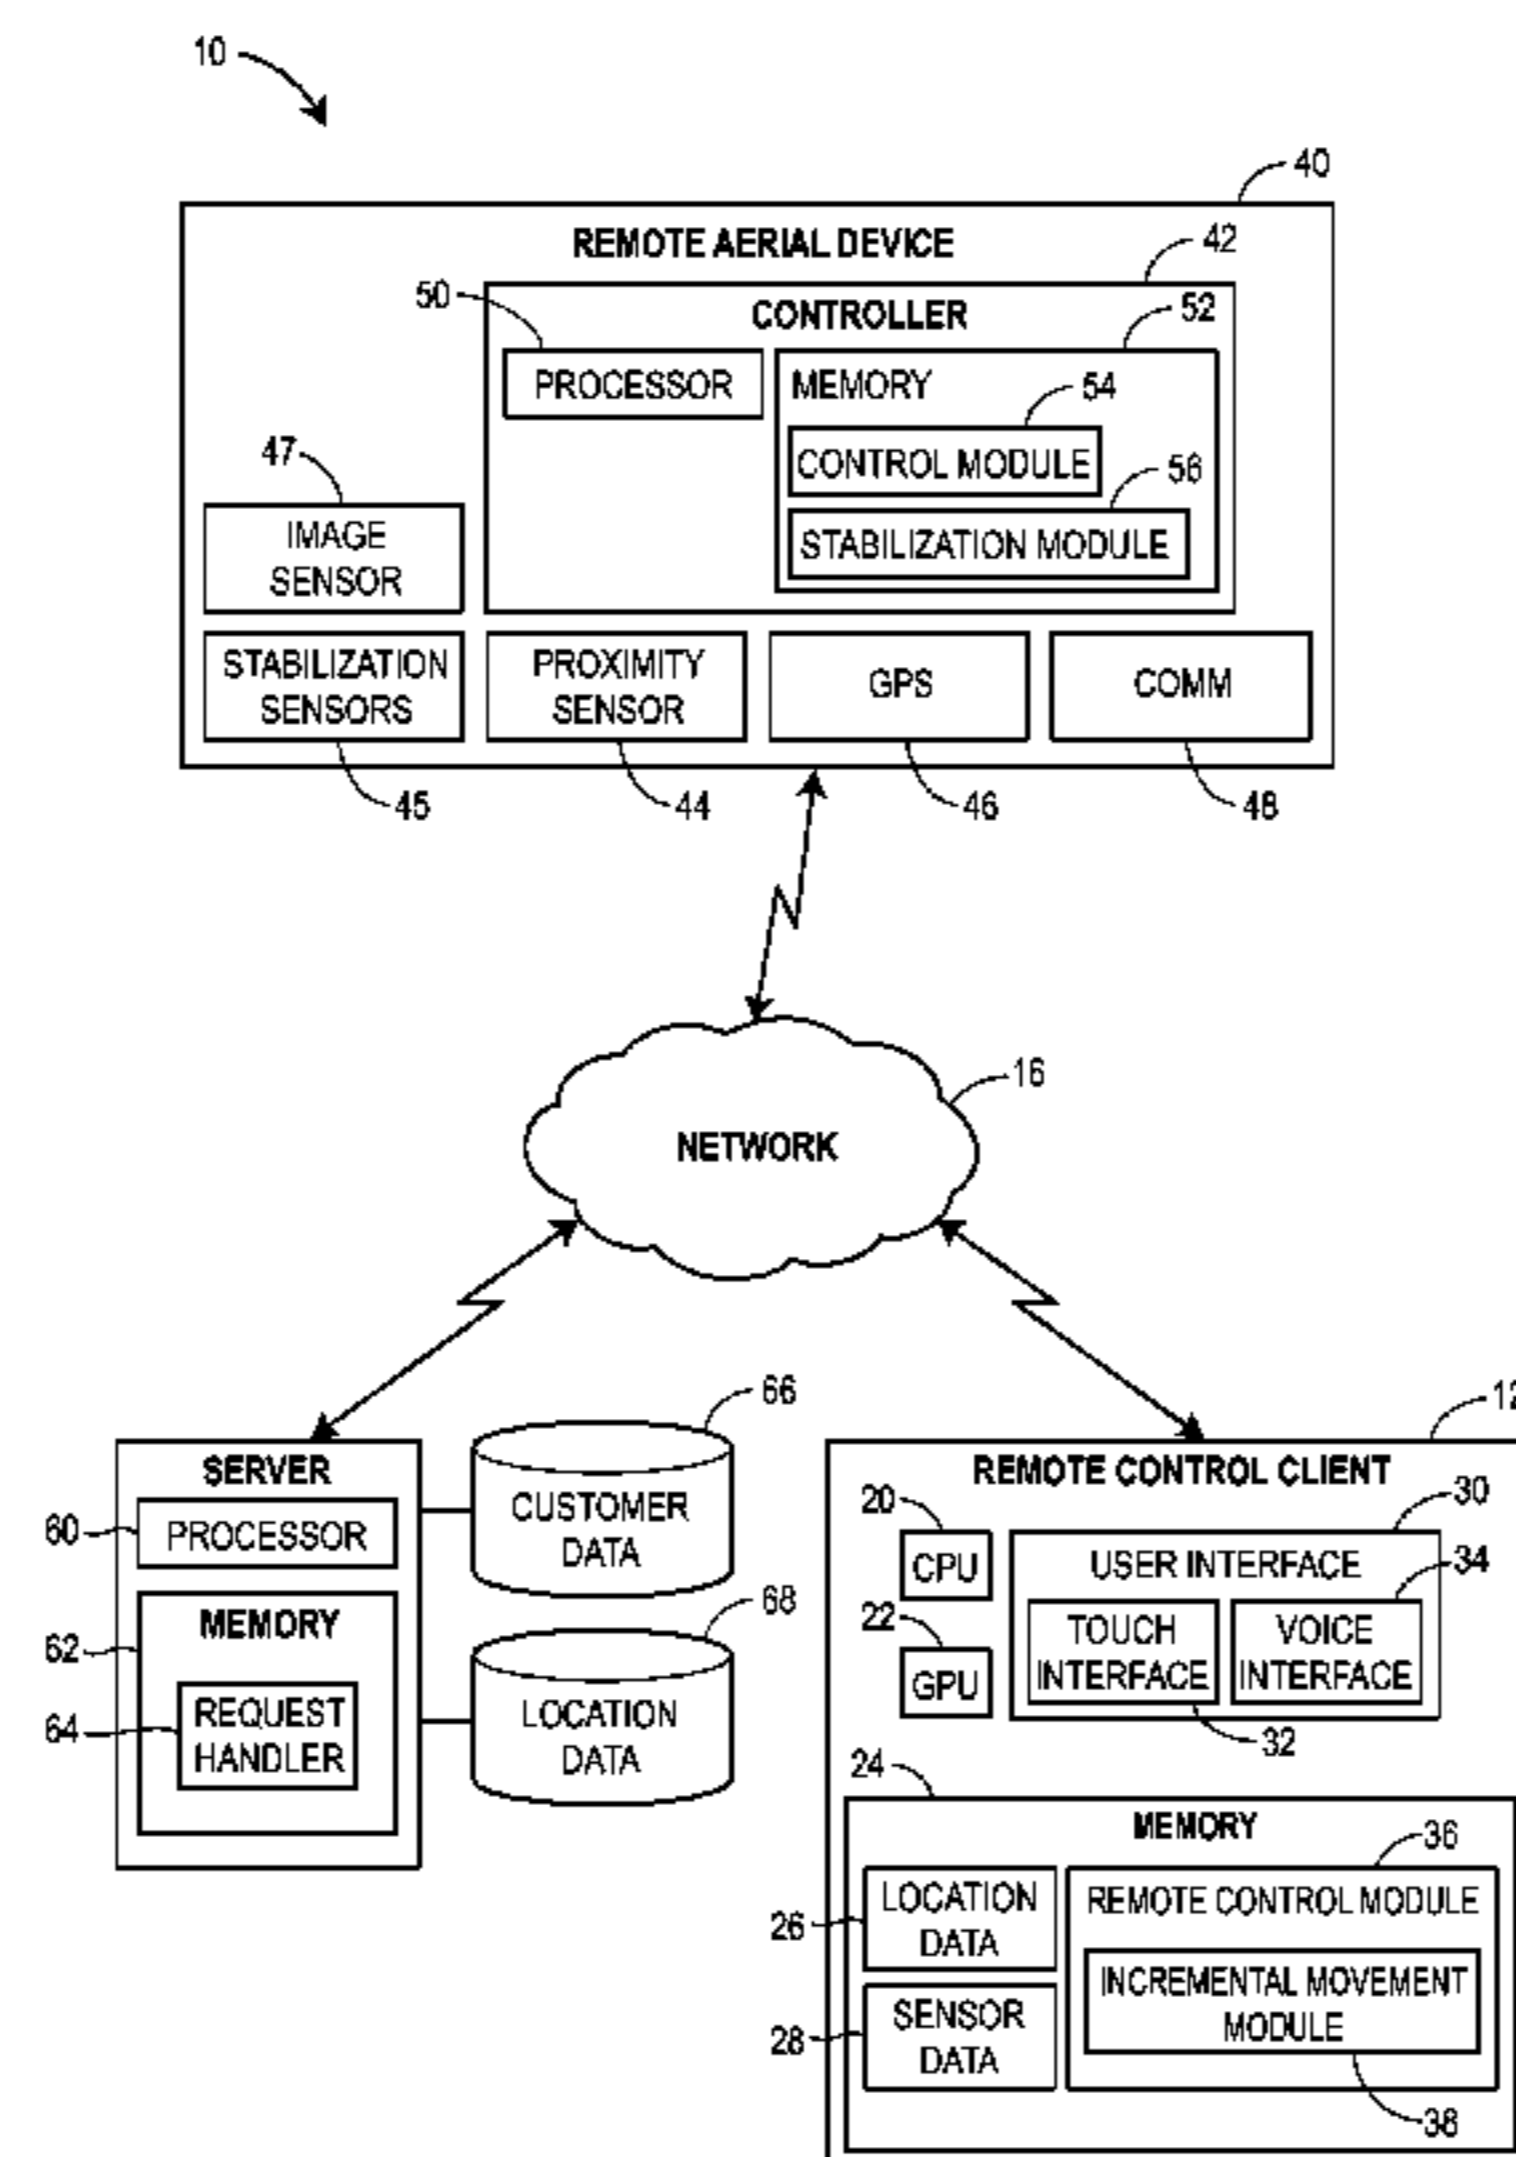 10
40
REMOTE AERIAL DEVICE
42
50
CONTROLLER
52
PROCESSOR
MEMORY
54
CONTROL MODULE
56
STABILIZATION MODULE
47
IMAGE
SENSOR
STABILIZATION
SENSORS
PROXIMITY
SENSOR
GPS
COMM
45
44
46
48
16
NETWORK
66
SERVER
60
PROCESSOR
CUSTOMER
DATA
62
MEMORY
68
64
REQUEST
HANDLER
LOCATION
DATA
12
REMOTE CONTROL CLIENT
20
30
CPU
USER INTERFACE
34
22
GPU
TOUCH
INTERFACE
VOICE
INTERFACE
32
24
MEMORY
36
26
LOCATION
DATA
REMOTE CONTROL MODULE
28
SENSOR
DATA
INCREMENTAL MOVEMENT
MODULE
38